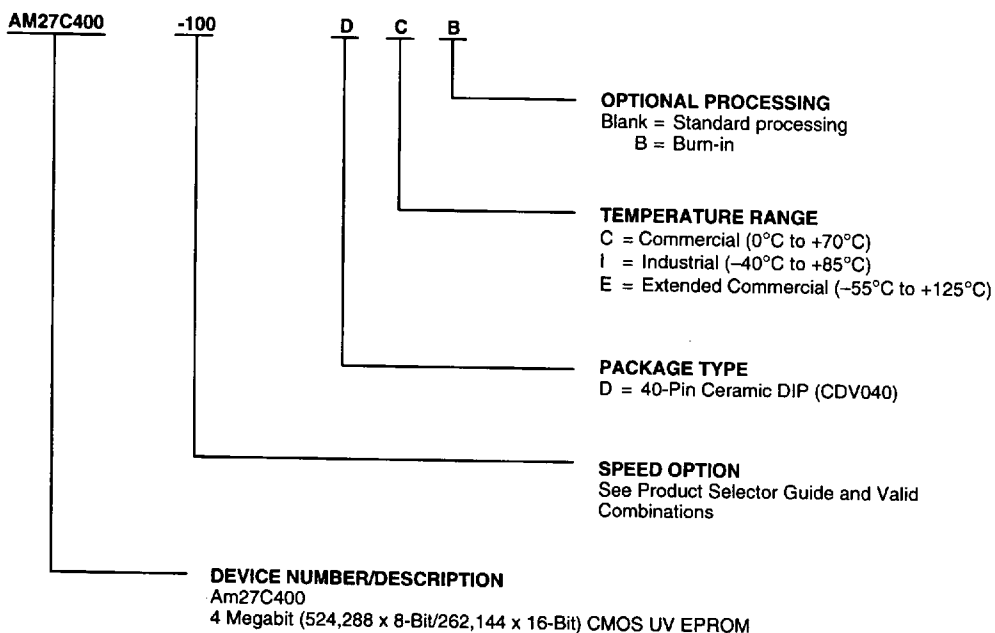 AM27C400 -100 D C B
OPTIONAL PROCESSING
Blank = Standard processing
B = Burn-in
TEMPERATURE RANGE
C = Commercial (0°C to +70°C)
I = Industrial (–40°C to +85°C)
E = Extended Commercial (–55°C to +125°C)
PACKAGE TYPE
D = 40-Pin Ceramic DIP (CDV040)
SPEED OPTION
See Product Selector Guide and Valid
Combinations
DEVICE NUMBER/DESCRIPTION
Am27C400
4 Megabit (524,288 x 8-Bit/262,144 x 16-Bit) CMOS UV EPROM